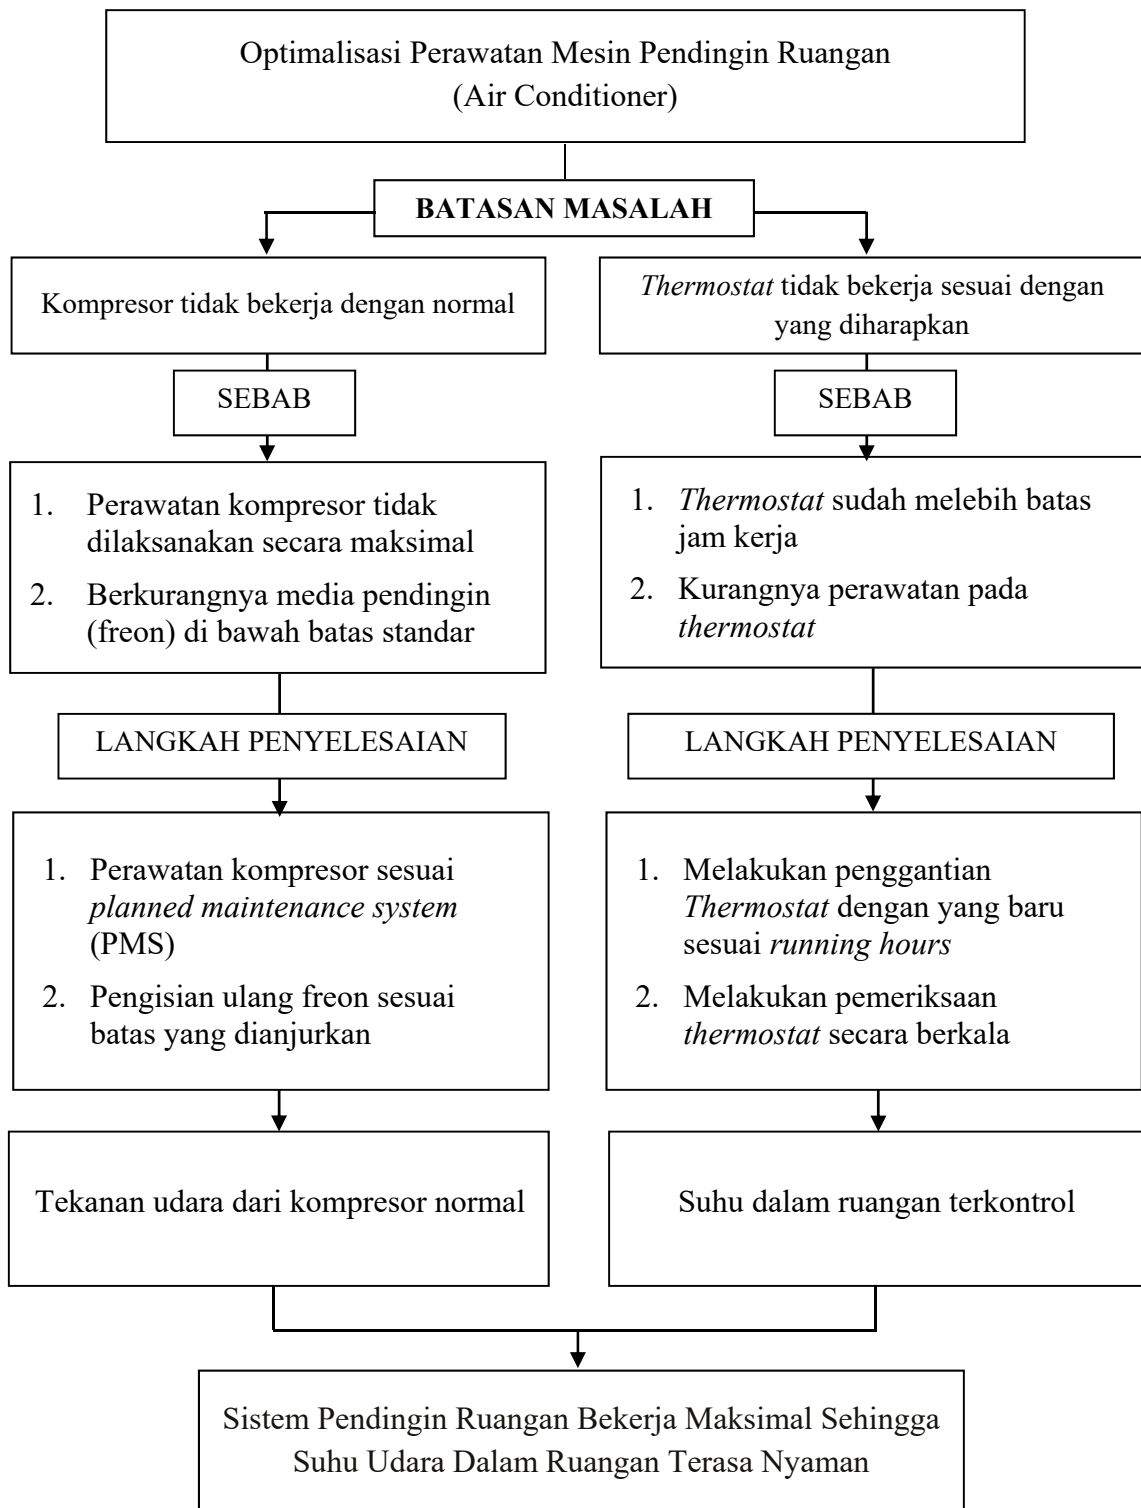 Optimalisasi Perawatan Mesin Pendingin Ruangan
(Air Conditioner)
BATASAN MASALAH
Kompresor tidak bekerja dengan normal
Thermostat tidak bekerja sesuai dengan
yang diharapkan
SEBAB
SEBAB
1. Perawatan kompresor tidak
dilaksanakan secara maksimal
2. Berkurangnya media pendingin
(freon) di bawah batas standar
1. Thermostat sudah melebih batas
jam kerja
2. Kurangnya perawatan pada
thermostat
LANGKAH PENYELESAIAN
LANGKAH PENYELESAIAN
1. Perawatan kompresor sesuai
planned maintenance system
(PMS)
2. Pengisian ulang freon sesuai
batas yang dianjurkan
1. Melakukan penggantian
Thermostat dengan yang baru
sesuai running hours
2. Melakukan pemeriksaan
thermostat secara berkala
Tekanan udara dari kompresor normal
Suhu dalam ruangan terkontrol
Sistem Pendingin Ruangan Bekerja Maksimal Sehingga
Suhu Udara Dalam Ruangan Terasa Nyaman